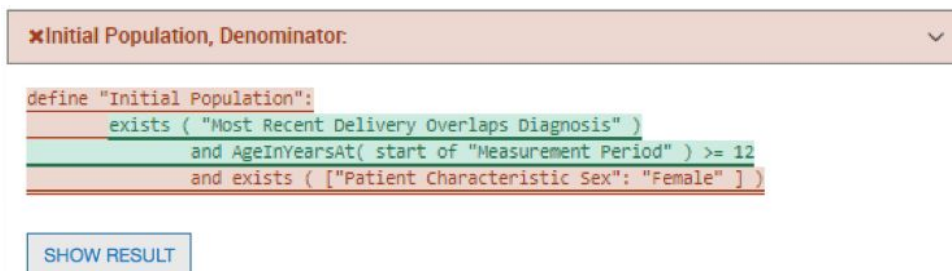 ×Initial Population, Denominator:
define "Initial Population":
exists ( "Most Recent Delivery Overlaps Diagnosis" )
and AgeInYearsAt( start of "Measurement Period" ) >= 12
and exists ( ["Patient Characteristic Sex": "Female" ] )
SHOW RESULT